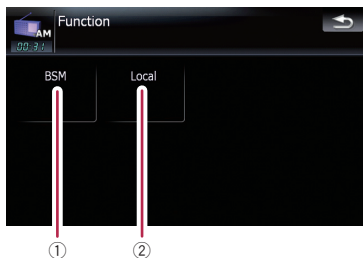 Function
AM
00:31
BSM Local
① ②